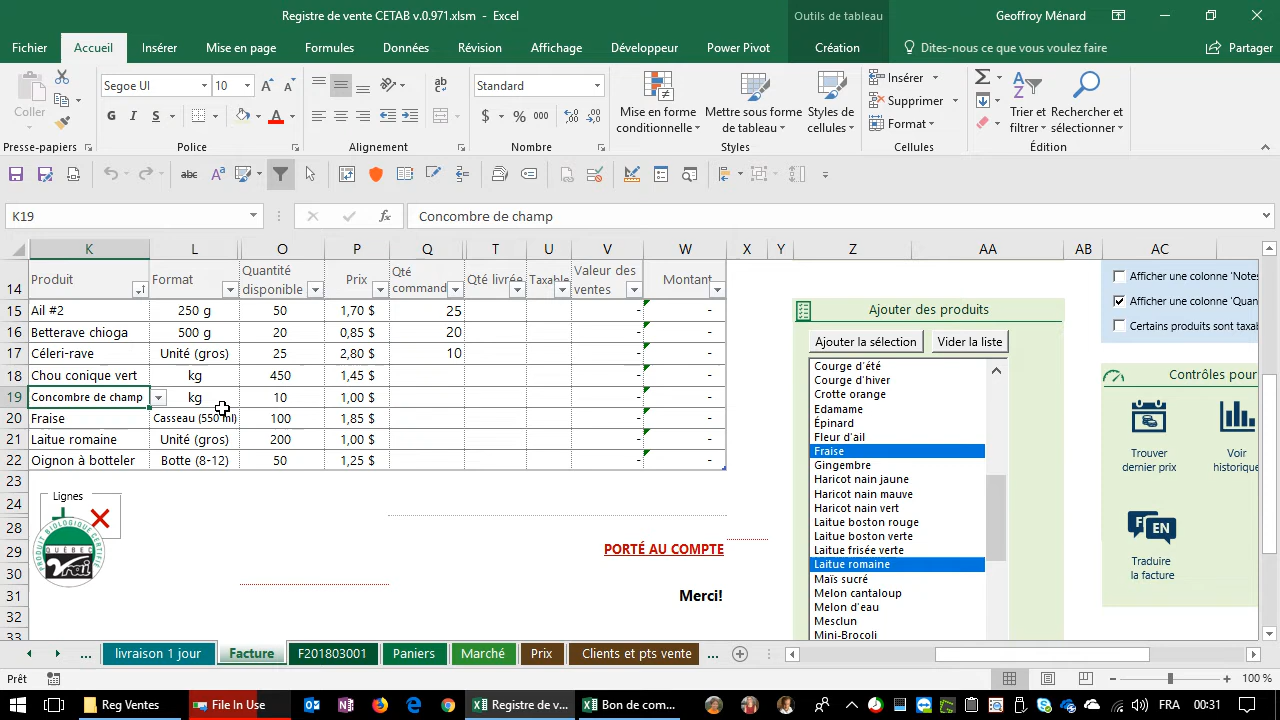 Registre de vente CETAB v.0.971.xlsm - Excel
Outils de tableau
Geoffroy Ménard
Fichier
Accueil
Insérer
Mise en page
Formules
Données
Révision
Affichage
Développeur
Power Pivot
Création
Dites-nous ce que vous voulez faire
Partager
Coller
Segoe UI
10
G I S
Standard
Mise en forme conditionnelle
Mettre sous forme de tableau
Styles de cellules
Insérer
Supprimer
Format
Trier et filtrer
Rechercher et sélectionner
Presse-papiers
Police
Alignement
Nombre
Styles
Cellules
Édition
K19
Concombre de champ
K L O P Q T U V W X Y Z AA AB AC
14 Produit Format Quantité disponible Prix Qté command Qté livrée Taxable Valeur des ventes Montant
15 Ail #2 250 g 50 1,70 $ 25 - -
16 Betterave chioga 500 g 20 0,85 $ 20 - -
17 Céleri-rave Unité (gros) 25 2,80 $ 10 - -
18 Chou conique vert kg 450 1,45 $ - -
19 Concombre de champ kg 10 1,00 $ - -
20 Fraise Casseau (550 ml) 100 1,85 $ - -
21 Laitue romaine Unité (gros) 200 1,00 $ - -
22 Oignon à botteler Botte (8-12) 50 1,25 $ - -
23
24
28
29
30
31
32
33
Lignes
PRODUIT BIOLOGIQUE CERTIFIÉ
QUÉBEC
Vrai
PORTÉ AU COMPTE
Merci!
Ajouter des produits
Ajouter la sélection
Vider la liste
Courge d'été
Courge d'hiver
Crotte orange
Edamame
Épinard
Fleur d'ail
Fraise
Gingembre
Haricot nain jaune
Haricot nain mauve
Haricot nain vert
Laitue boston rouge
Laitue boston verte
Laitue frisée verte
Laitue romaine
Maïs sucré
Melon cantaloup
Melon d'eau
Mesclun
Mini-Brocoli
Afficher une colonne 'Notes
Afficher une colonne 'Quan
Certains produits sont taxab
Contrôles pour
Trouver dernier prix
Voir historique
FR EN
Traduire la facture
...
livraison 1 jour
Facture
F201803001
Paniers
Marché
Prix
Clients et pts vente
...
Prêt
100 %
Reg Ventes
File In Use
Registre de v...
Bon de com...
FRA
00:31